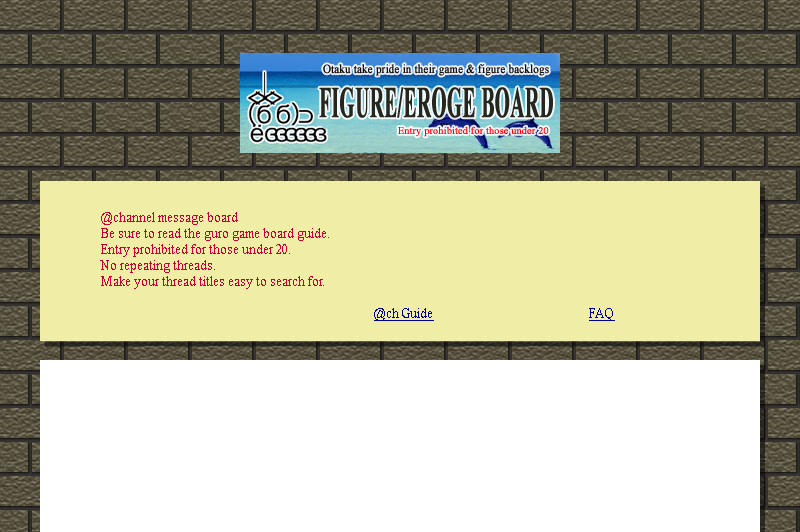 Otaku take pride in their game & figure backlogs
FIGURE/EROGE BOARD
Entry prohibited for those under 20
@channel message board
Be sure to read the guro game board guide.
Entry prohibited for those under 20.
No repeating threads.
Make your thread titles easy to search for.
@ch Guide FAQ